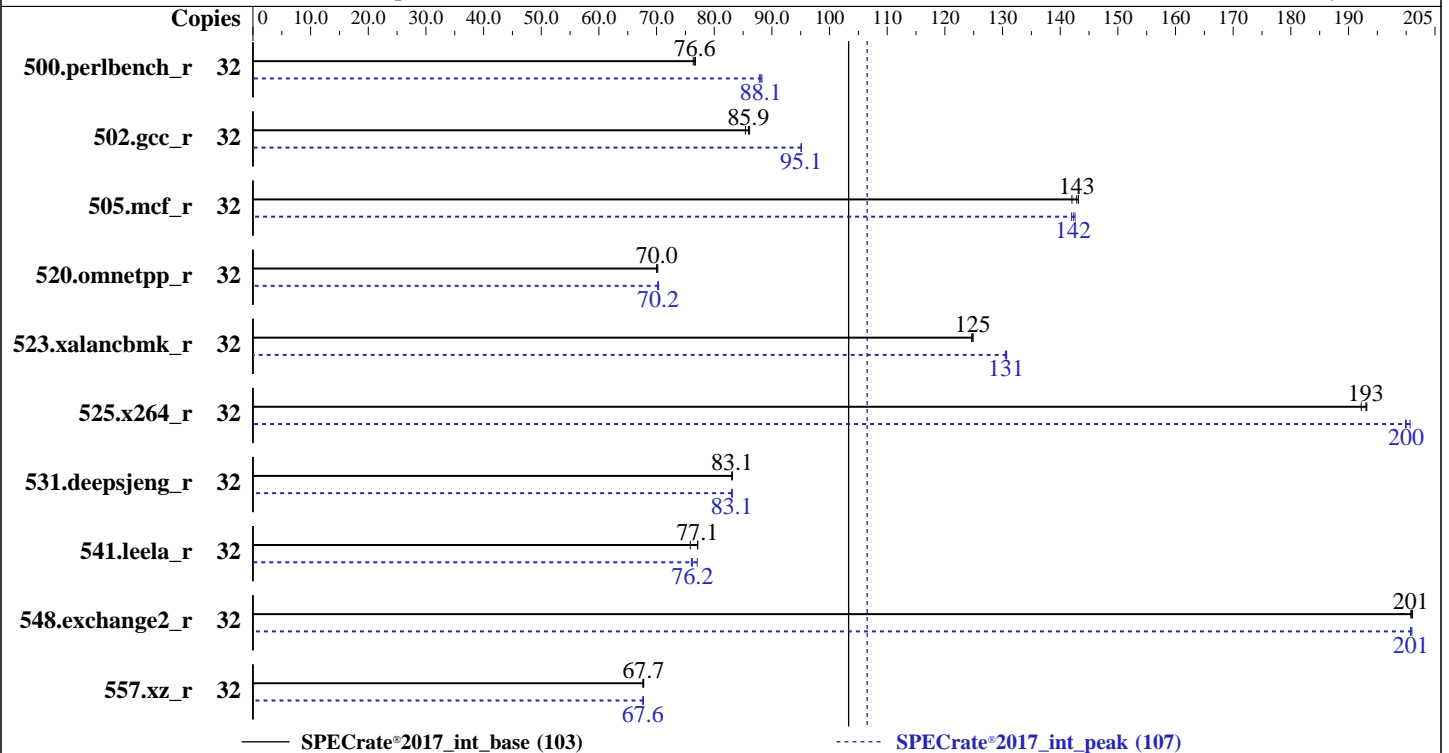 Copies 0 10.0 20.0 30.0 40.0 50.0 60.0 70.0 80.0 90.0 100 110 120 130 140 150 160 170 180 190 205
76.6
500.perlbench_r 32
88.1
85.9
502.gcc_r 32
95.1
143
505.mcf_r 32
142
70.0
520.omnetpp_r 32
70.2
125
523.xalancbmk_r 32
131
193
525.x264_r 32
200
83.1
531.deepsjeng_r 32
83.1
77.1
541.leela_r 32
76.2
201
548.exchange2_r 32
201
67.7
557.xz_r 32
67.6
SPECrate®2017_int_base (103) SPECrate®2017_int_peak (107)